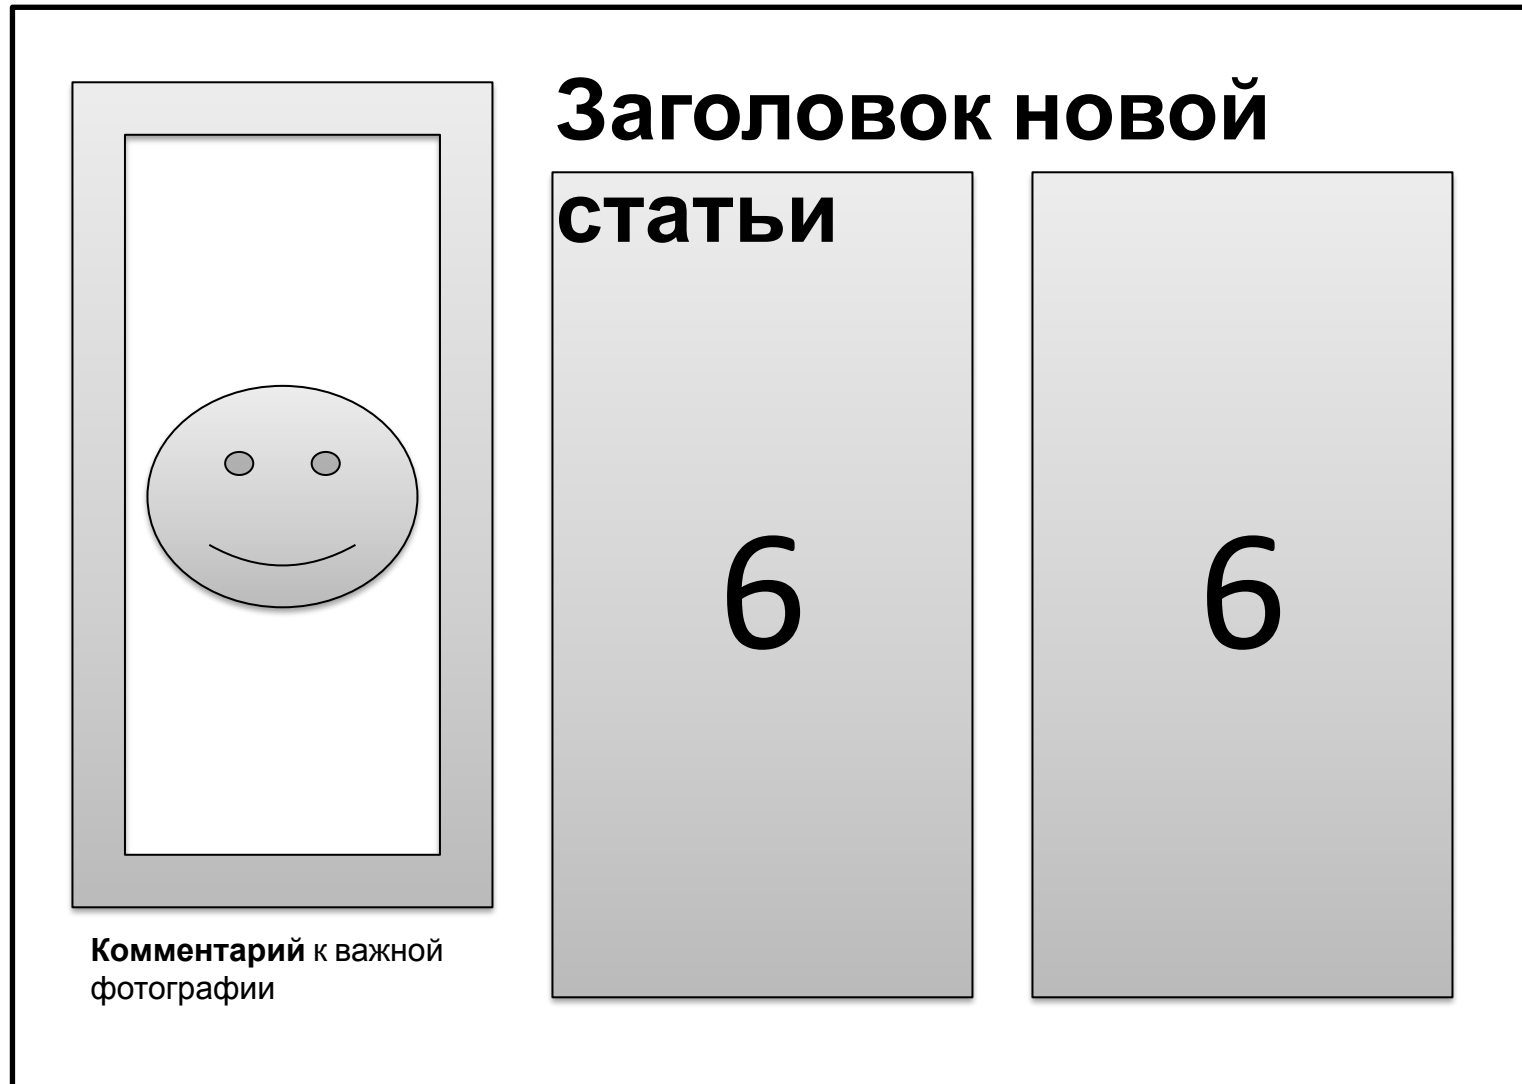 Заголовок новой
статьи
6
6
Комментарий к важной
фотографии